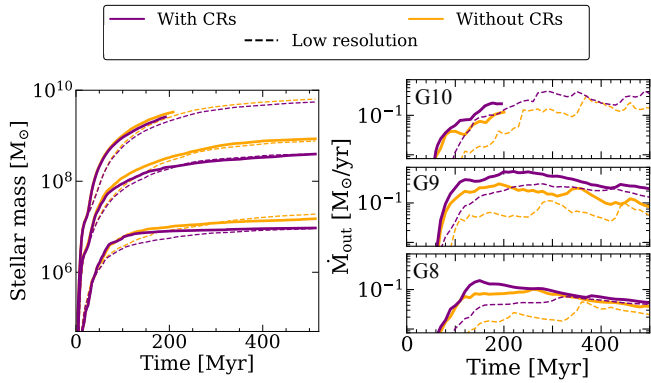 With CRs
Without CRs
Low resolution
Stellar mass [M⊙]
10^10
10^8
10^6
0
200
400
Time [Myr]
Ṁout [M⊙/yr]
G10
10^−1
G9
10^−1
G8
10^−1
0
200
400
Time [Myr]